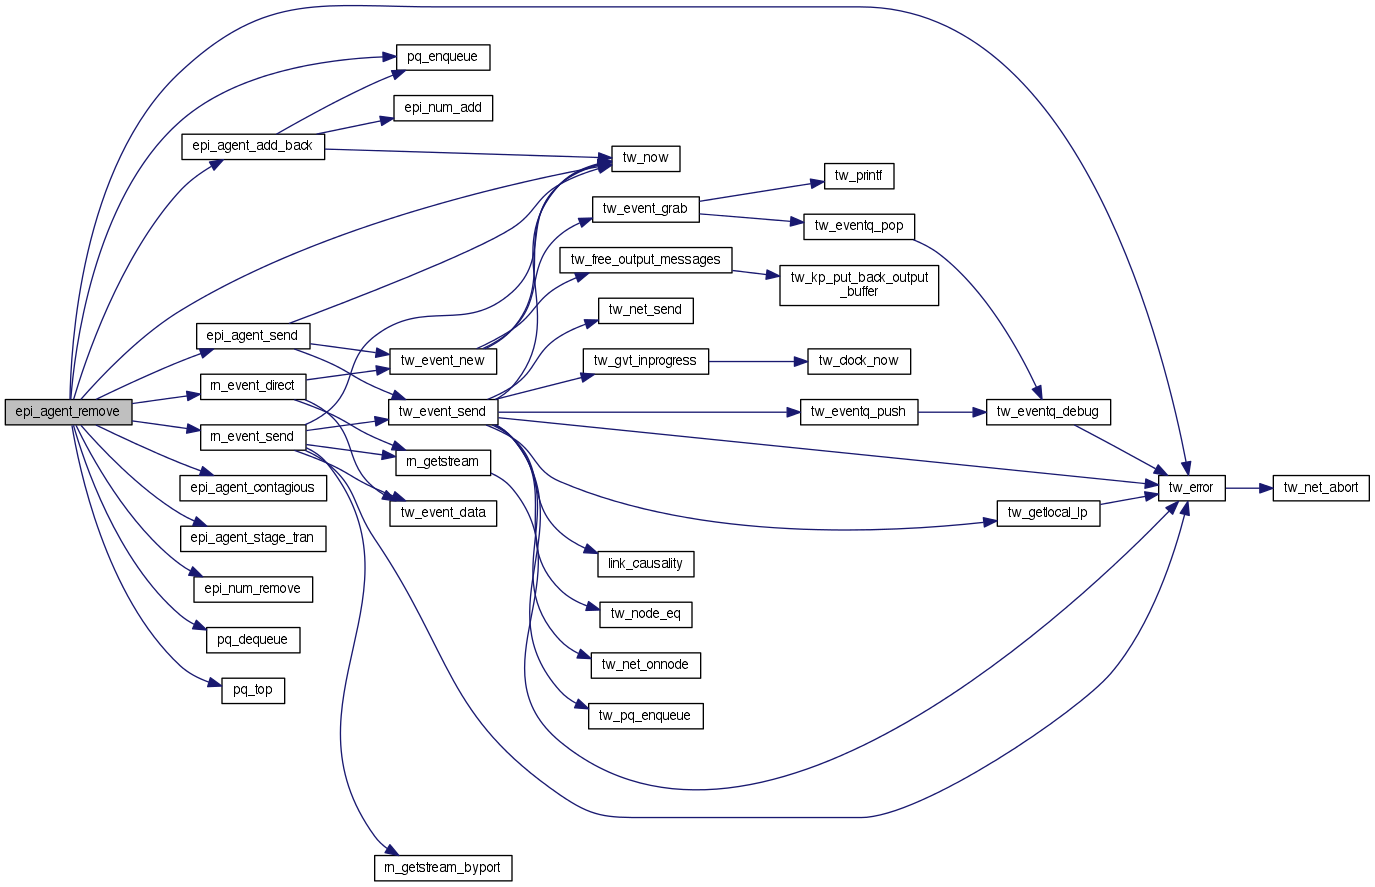 pq_enqueue
epi_num_add
epi_agent_add_back
tw_now
tw_printf
tw_event_grab
tw_eventq_pop
tw_free_output_messages
tw_kp_put_back_output
_buffer
tw_net_send
epi_agent_send
tw_event_new
tw_gvt_inprogress
tw_clock_now
rn_event_direct
epi_agent_remove
tw_event_send
tw_eventq_push
tw_eventq_debug
rn_event_send
rn_getstream
epi_agent_contagious
tw_error
tw_net_abort
tw_event_data
tw_getlocal_lp
epi_agent_stage_tran
link_causality
epi_num_remove
tw_node_eq
pq_dequeue
tw_net_onnode
pq_top
tw_pq_enqueue
rn_getstream_byport